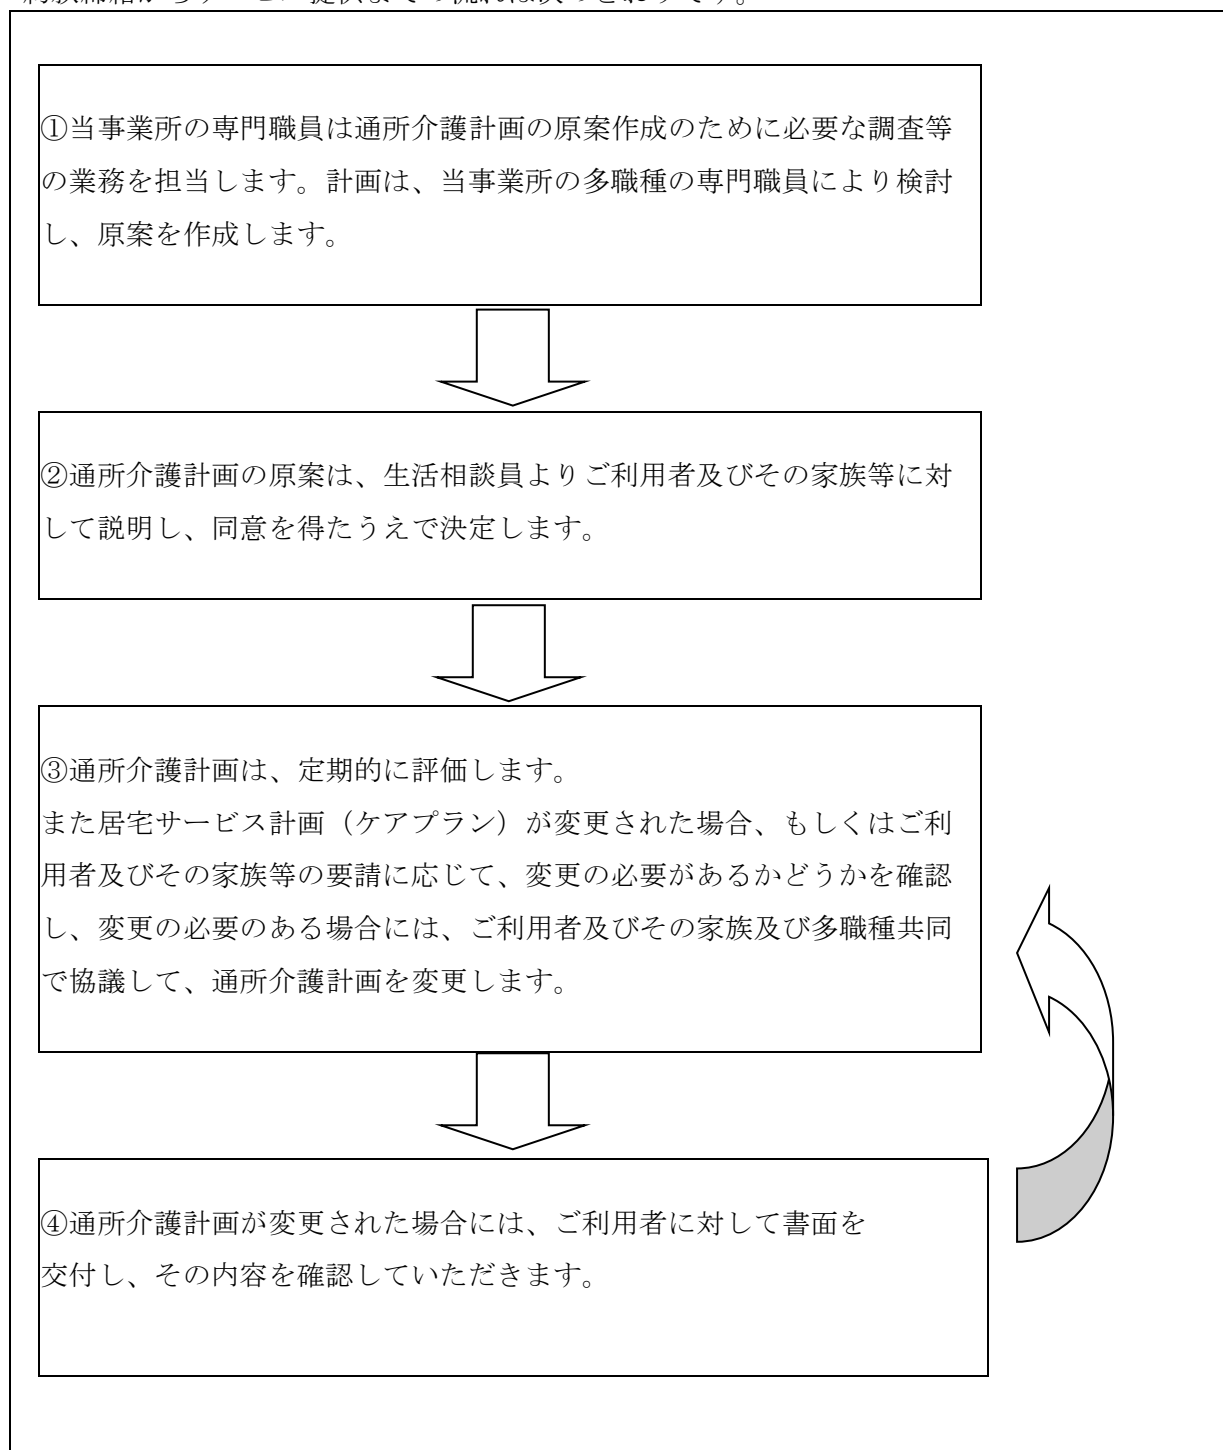 ①当事業所の専門職員は通所介護計画の原案作成のために必要な調査等
の業務を担当します。計画は、当事業所の多職種の専門職員により検討
し、原案を作成します。
②通所介護計画の原案は、生活相談員よりご利用者及びその家族等に対
して説明し、同意を得たうえで決定します。
③通所介護計画は、定期的に評価します。
また居宅サービス計画（ケアプラン）が変更された場合、もしくはご利
用者及びその家族等の要請に応じて、変更の必要があるかどうかを確認
し、変更の必要のある場合には、ご利用者及びその家族及び多職種共同
で協議して、通所介護計画を変更します。
④通所介護計画が変更された場合には、ご利用者に対して書面を
交付し、その内容を確認していただきます。